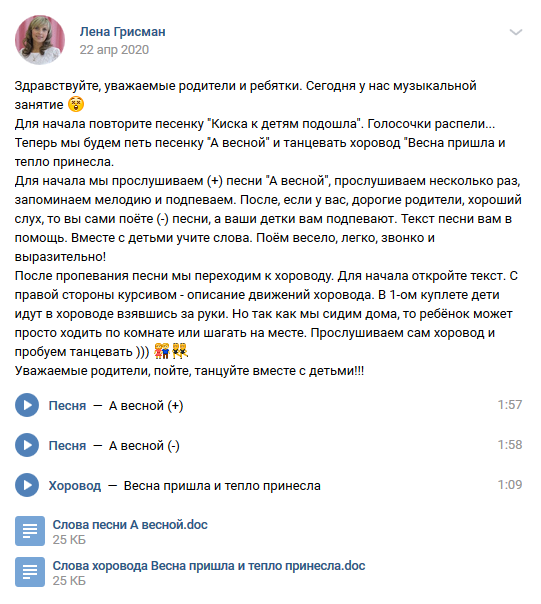 Лена Грисман
22 апр 2020
Здравствуйте, уважаемые родители и ребятки. Сегодня у нас музыкальной
занятие 😲
Для начала повторите песенку "Киска к детям подошла". Голосочки распели...
Теперь мы будем петь песенку "А весной" и танцевать хоровод "Весна пришла и
тепло принесла.
Для начала мы прослушиваем (+) песни "А весной", прослушиваем несколько раз,
запоминаем мелодию и подпеваем. После, если у вас, дорогие родители, хороший
слух, то вы сами поёте (-) песни, а ваши детки вам подпевают. Текст песни вам в
помощь. Вместе с детьми учите слова. Поём весело, легко, звонко и
выразительно!
После пропевания песни мы переходим к хороводу. Для начала откройте текст. С
правой стороны курсивом - описание движений хоровода. В 1-ом куплете дети
идут в хороводе взявшись за руки. Но так как мы сидим дома, то ребёнок может
просто ходить по комнате или шагать на месте. Прослушиваем сам хоровод и
пробуем танцевать ))) 👫👯
Уважаемые родители, пойте, танцуйте вместе с детьми!!!
Песня — А весной (+) 1:57
Песня — А весной (-) 1:58
Хоровод — Весна пришла и тепло принесла 1:09
Слова песни А весной.doc
25 КБ
Слова хоровода Весна пришла и тепло принесла.doc
25 КБ